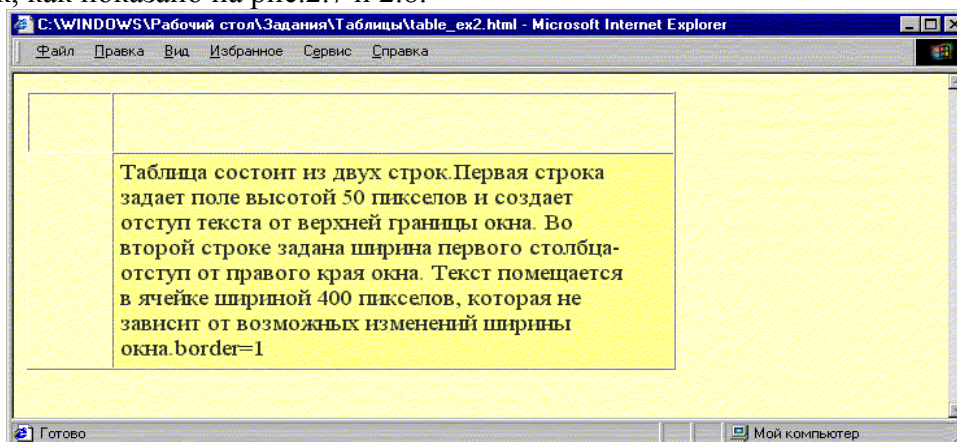 , как показано на рис.2.7 и 2.8.
C:\WINDOWS\Рабочий стол\Задания\Таблицы\table_ex2.html - Microsoft Internet Explorer
Файл Правка Вид Избранное Сервис Справка
Таблица состоит из двух строк.Первая строка
задает поле высотой 50 пикселов и создает
отступ текста от верхней границы окна. Во
второй строке задана ширина первого столбца-
отступ от правого края окна. Текст помещается
в ячейке шириной 400 пикселов, которая не
зависит от возможных изменений ширины
окна.border=1
Готово
Мой компьютер